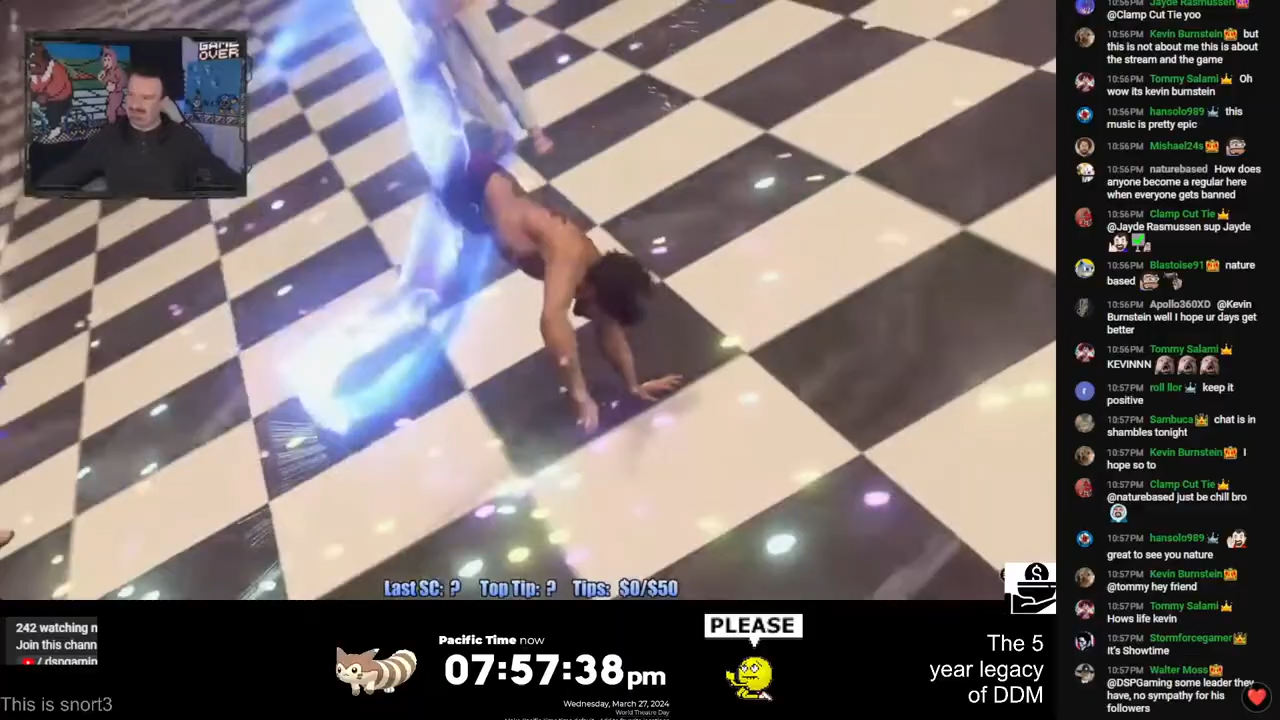 GAME
OVER
Last SC: ? Top Tip: ? Tips: $0/$50
242 watching n
Join this chann
/ dspgamin
This is snort3
Pacific Time now
07:57:38pm
Wednesday, March 27, 2024
World Theatre Day
PLEASE
The 5
year legacy
of DDM
Jayde Rasmussen
@Clamp Cut Tie yoo
10:56PM Kevin Burnstein but
this is not about me this is about
the stream and the game
10:56PM Tommy Salami Oh
wow its kevin burnstein
10:56PM hansolo989 this
music is pretty epic
10:56PM Mishael24s
10:56PM naturebased How does
anyone become a regular here
when everyone gets banned
10:56PM Clamp Cut Tie
@Jayde Rasmussen sup Jayde
10:56PM Blastoise91 nature
based
10:56PM Apollo360XD @Kevin
Burnstein well I hope ur days get
better
10:56PM Tommy Salami
KEVINNN
10:57PM roll llor keep it
positive
10:57PM Sambuca chat is in
shambles tonight
10:57PM Kevin Burnstein I
hope so to
10:57PM Clamp Cut Tie
@naturebased just be chill bro
10:57PM hansolo989
great to see you nature
10:57PM Kevin Burnstein
@tommy hey friend
10:57PM Tommy Salami
Hows life kevin
10:57PM Stormforcegamer
It's Showtime
10:57PM Walter Moss
@DSPGaming some leader they
have, no sympathy for his
followers